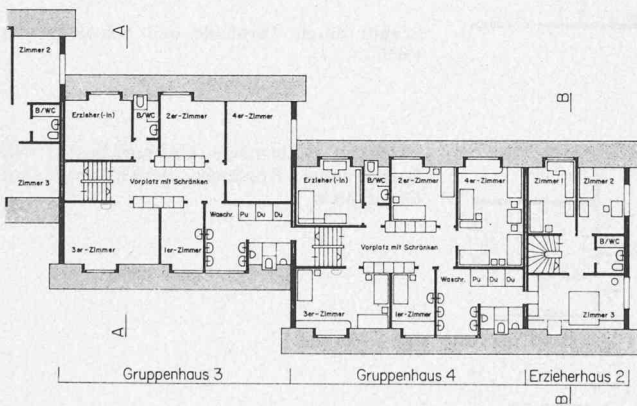 A
Zimmer 2
B/WC
Zimmer 3
Erzieher(-in)
B/WC
2er-Zimmer
4er-Zimmer
Vorplatz mit Schränken
3er-Zimmer
1er-Zimmer
Waschr.
Pu
Du
Du
A
B
Erzieher(-in)
B/WC
2er-Zimmer
4er-Zimmer
Zimmer 1
Zimmer 2
B/WC
Vorplatz mit Schränken
3er-Zimmer
1er-Zimmer
Waschr.
Pu
Du
Du
Zimmer 3
Gruppenhaus 3
Gruppenhaus 4
Erzieherhaus 2
B